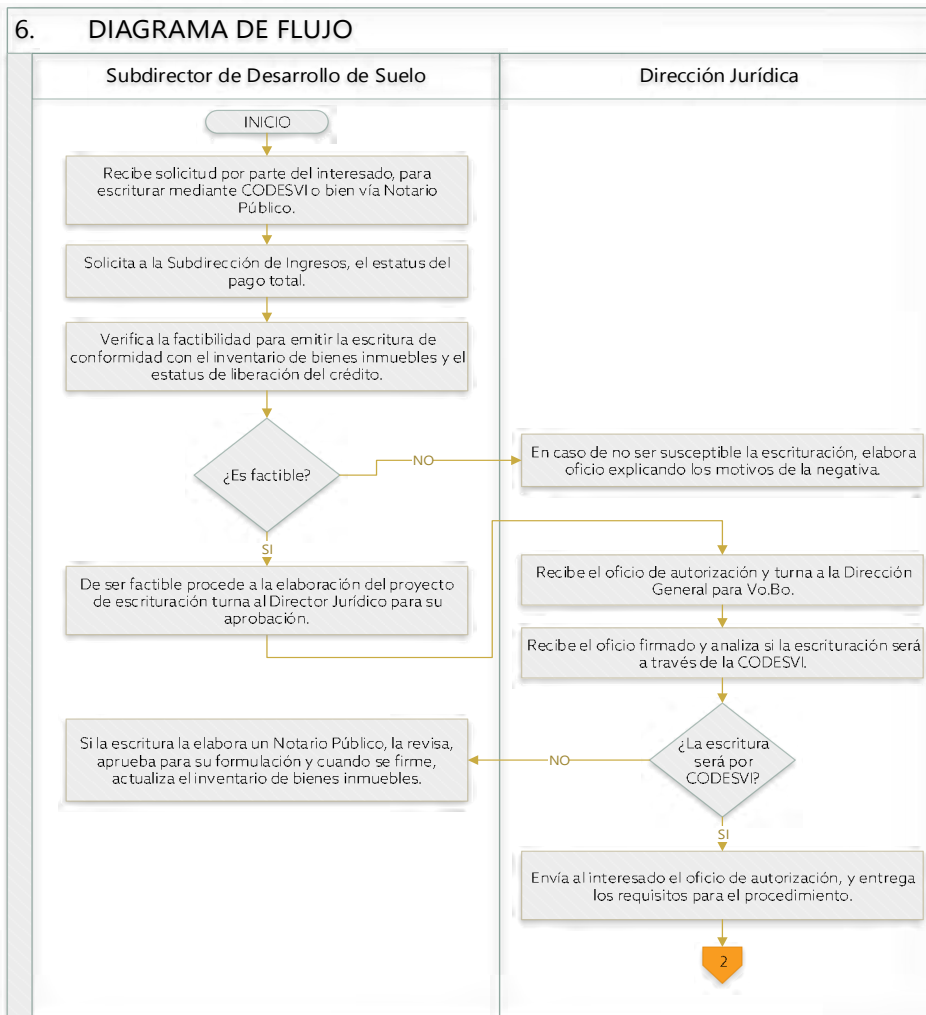 6. DIAGRAMA DE FLUJO
Subdirector de Desarrollo de Suelo
Dirección Jurídica
INICIO
Recibe solicitud por parte del interesado, para
escriturar mediante CODESVI o bien vía Notario
Público.
Solicita a la Subdirección de Ingresos, el estatus del
pago total.
Verifica la factibilidad para emitir la escritura de
conformidad con el inventario de bienes inmuebles y el
estatus de liberación del crédito.
¿Es factible?
NO
En caso de no ser susceptible la escrituración, elabora
oficio explicando los motivos de la negativa.
SI
De ser factible procede a la elaboración del proyecto
de escrituración turna al Director Jurídico para su
aprobación.
Recibe el oficio de autorización y turna a la Dirección
General para Vo.Bo.
Recibe el oficio firmado y analiza si la escrituración será
a través de la CODESVI.
¿La escritura
será por
CODESVI?
NO
Si la escritura la elabora un Notario Público, la revisa,
aprueba para su formulación y cuando se firme,
actualiza el inventario de bienes inmuebles.
SI
Envía al interesado el oficio de autorización, y entrega
los requisitos para el procedimiento.
2